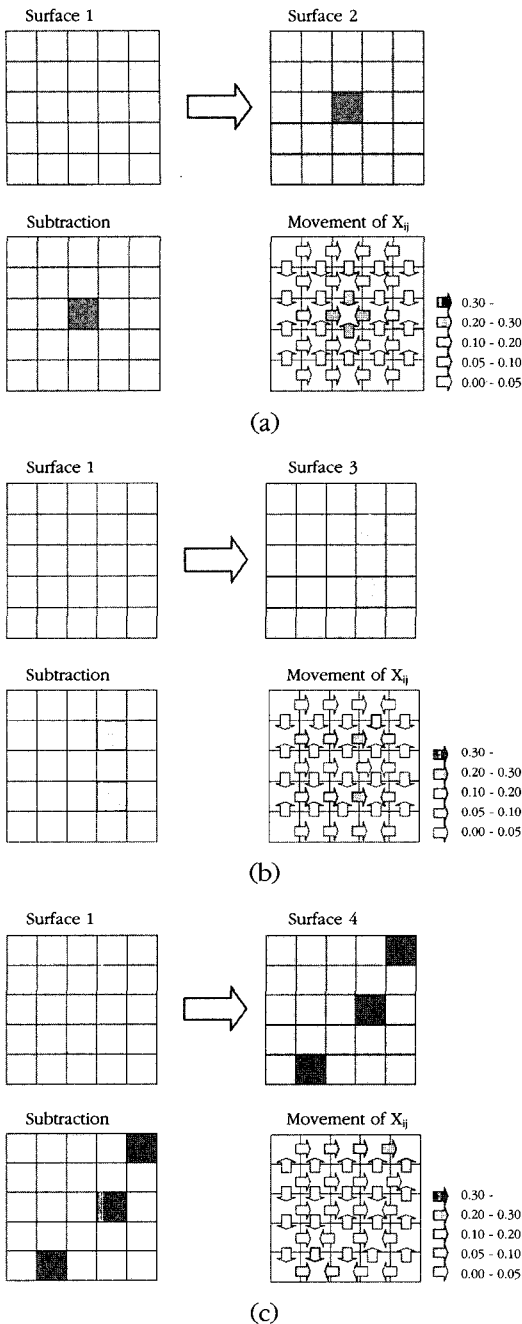 Surface 1
Surface 2
Subtraction
Movement of Xij
0.30 -
0.20 - 0.30
0.10 - 0.20
0.05 - 0.10
0.00 - 0.05
(a)
Surface 1
Surface 3
Subtraction
Movement of Xij
0.30 -
0.20 - 0.30
0.10 - 0.20
0.05 - 0.10
0.00 - 0.05
(b)
Surface 1
Surface 4
Subtraction
Movement of Xij
0.30 -
0.20 - 0.30
0.10 - 0.20
0.05 - 0.10
0.00 - 0.05
(c)